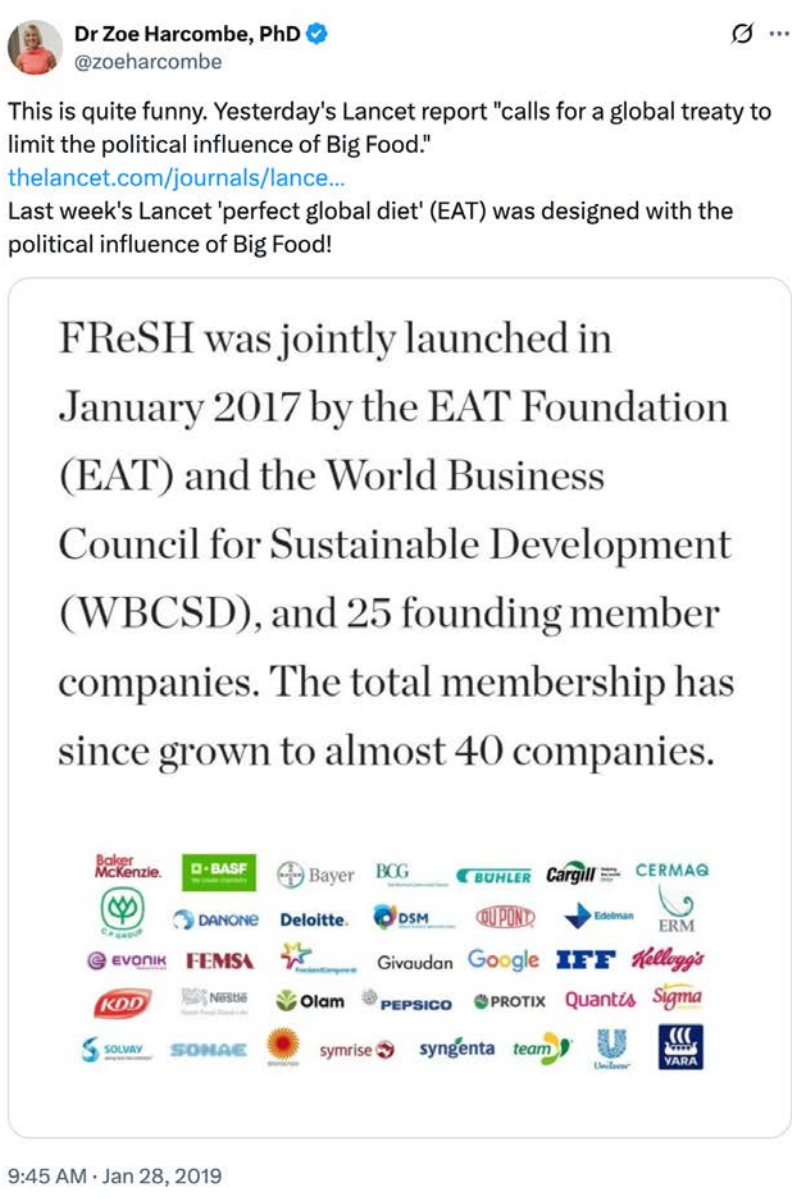 Dr Zoe Harcombe, PhD
@zoeharcombe
This is quite funny. Yesterday's Lancet report "calls for a global treaty to
limit the political influence of Big Food."
thelancet.com/journals/lance...
Last week's Lancet 'perfect global diet' (EAT) was designed with the
political influence of Big Food!
FReSH was jointly launched in
January 2017 by the EAT Foundation
(EAT) and the World Business
Council for Sustainable Development
(WBCSD), and 25 founding member
companies. The total membership has
since grown to almost 40 companies.
Baker
McKenzie.
BASF
Bayer
BCG
BUHLER
Cargill
CERMAQ
C.P. GROUP
DANONE
Deloitte.
DSM
DUPONT
Edelman
ERM
EVONIK
FEMSA
Givaudan
Google
IFF
Kellogg's
KDD
Nestlé
Olam
PEPSICO
PROTIX
Quantis
Sigma
SOLVAY
SONAE
symrise
syngenta
team
Unilever
YARA
9:45 AM · Jan 28, 2019